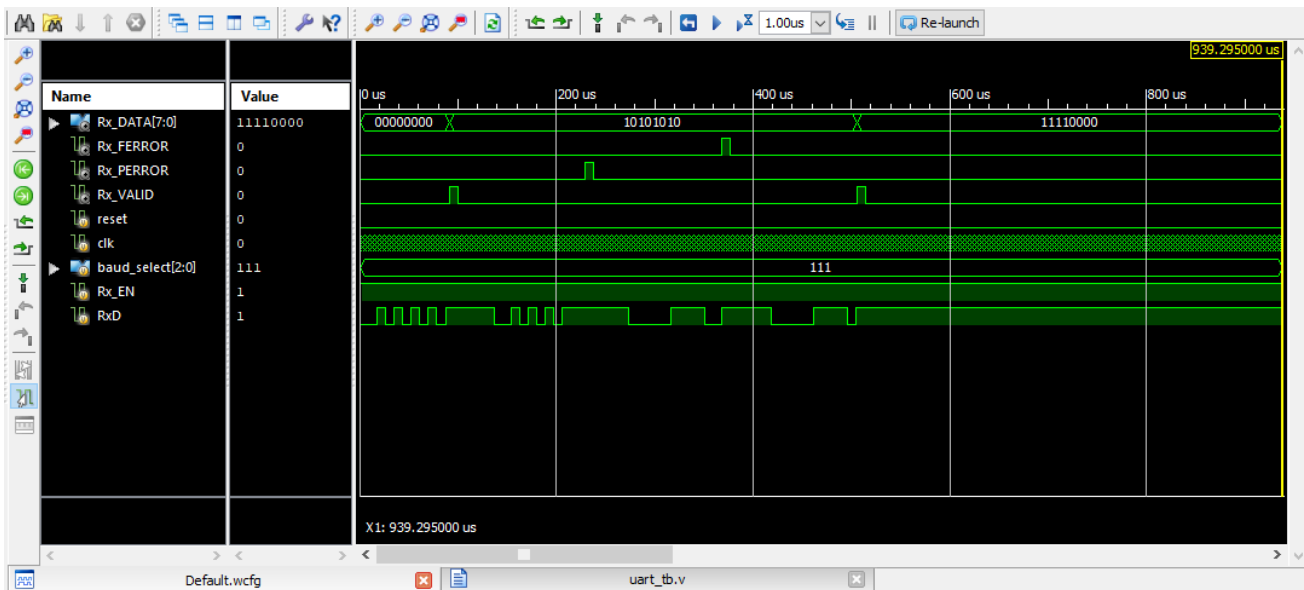 1.00us Re-launch
939.295000 us
Name Value
0 us 200 us 400 us 600 us 800 us
Rx_DATA[7:0] 11110000 00000000 10101010 11110000
Rx_FERROR 0
Rx_PERROR 0
Rx_VALID 0
reset 0
clk 0
baud_select[2:0] 111 111
Rx_EN 1
RxD 1
X1: 939.295000 us
Default.wcfg uart_tb.v